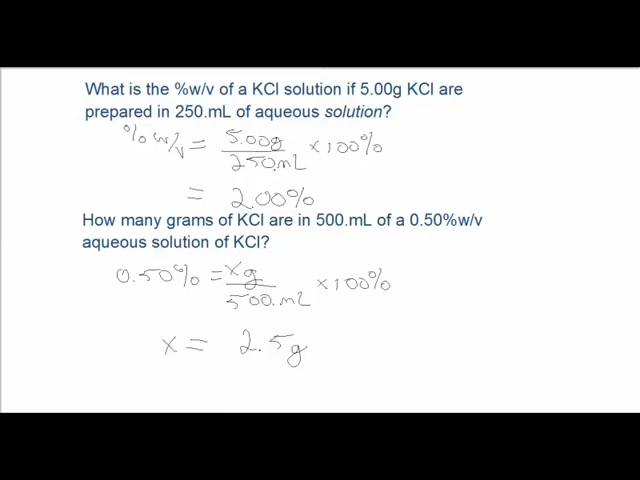 What is the %w/v of a KCl solution if 5.00g KCl are
prepared in 250.mL of aqueous solution?
% w/v = 5.00g / 250.mL × 100%
= 2.00%
How many grams of KCl are in 500.mL of a 0.50%w/v
aqueous solution of KCl?
0.50% = xg / 500.mL × 100%
x = 2.5g